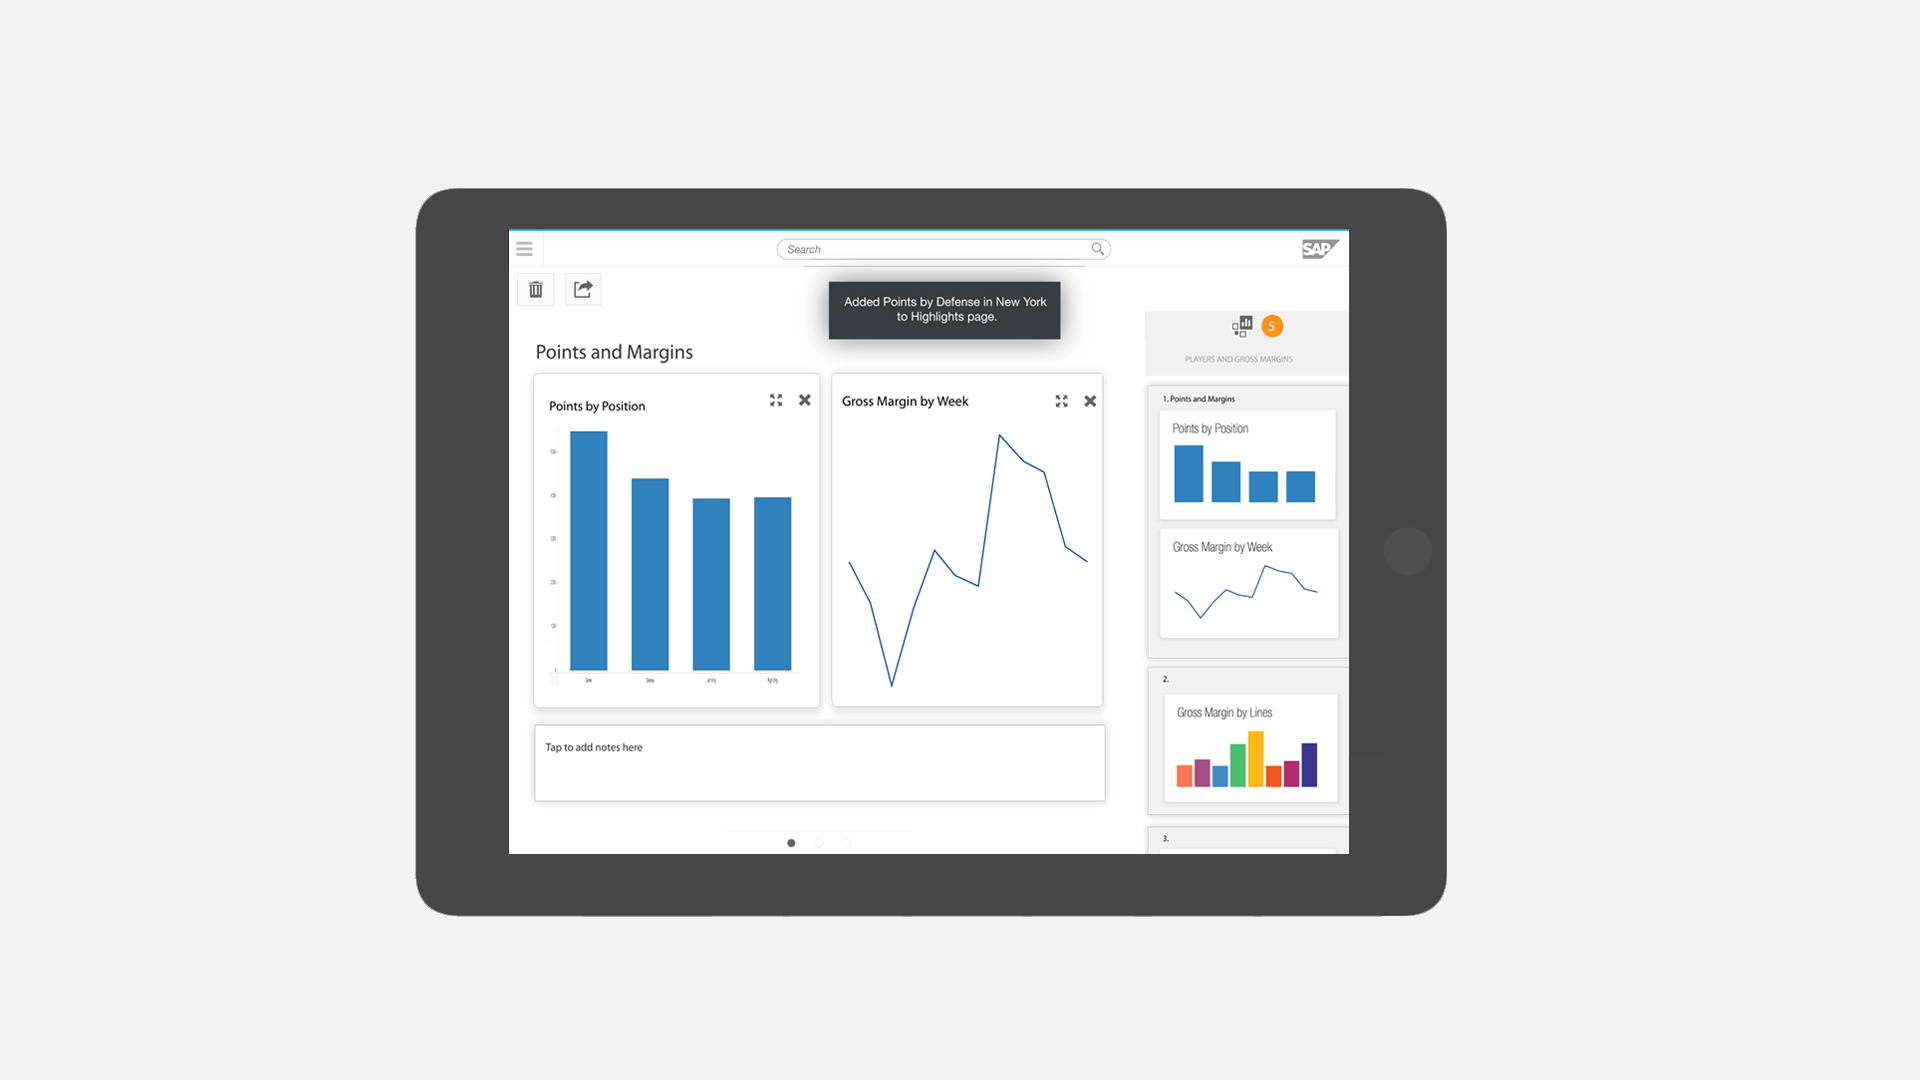 Search
SAP
Added Points by Defense in New York
to Highlights page.
5
PLAYERS AND GROSS MARGINS
Points and Margins
Points by Position
Gross Margin by Week
Tap to add notes here
1. Points and Margins
Points by Position
Gross Margin by Week
2.
Gross Margin by Lines
3.